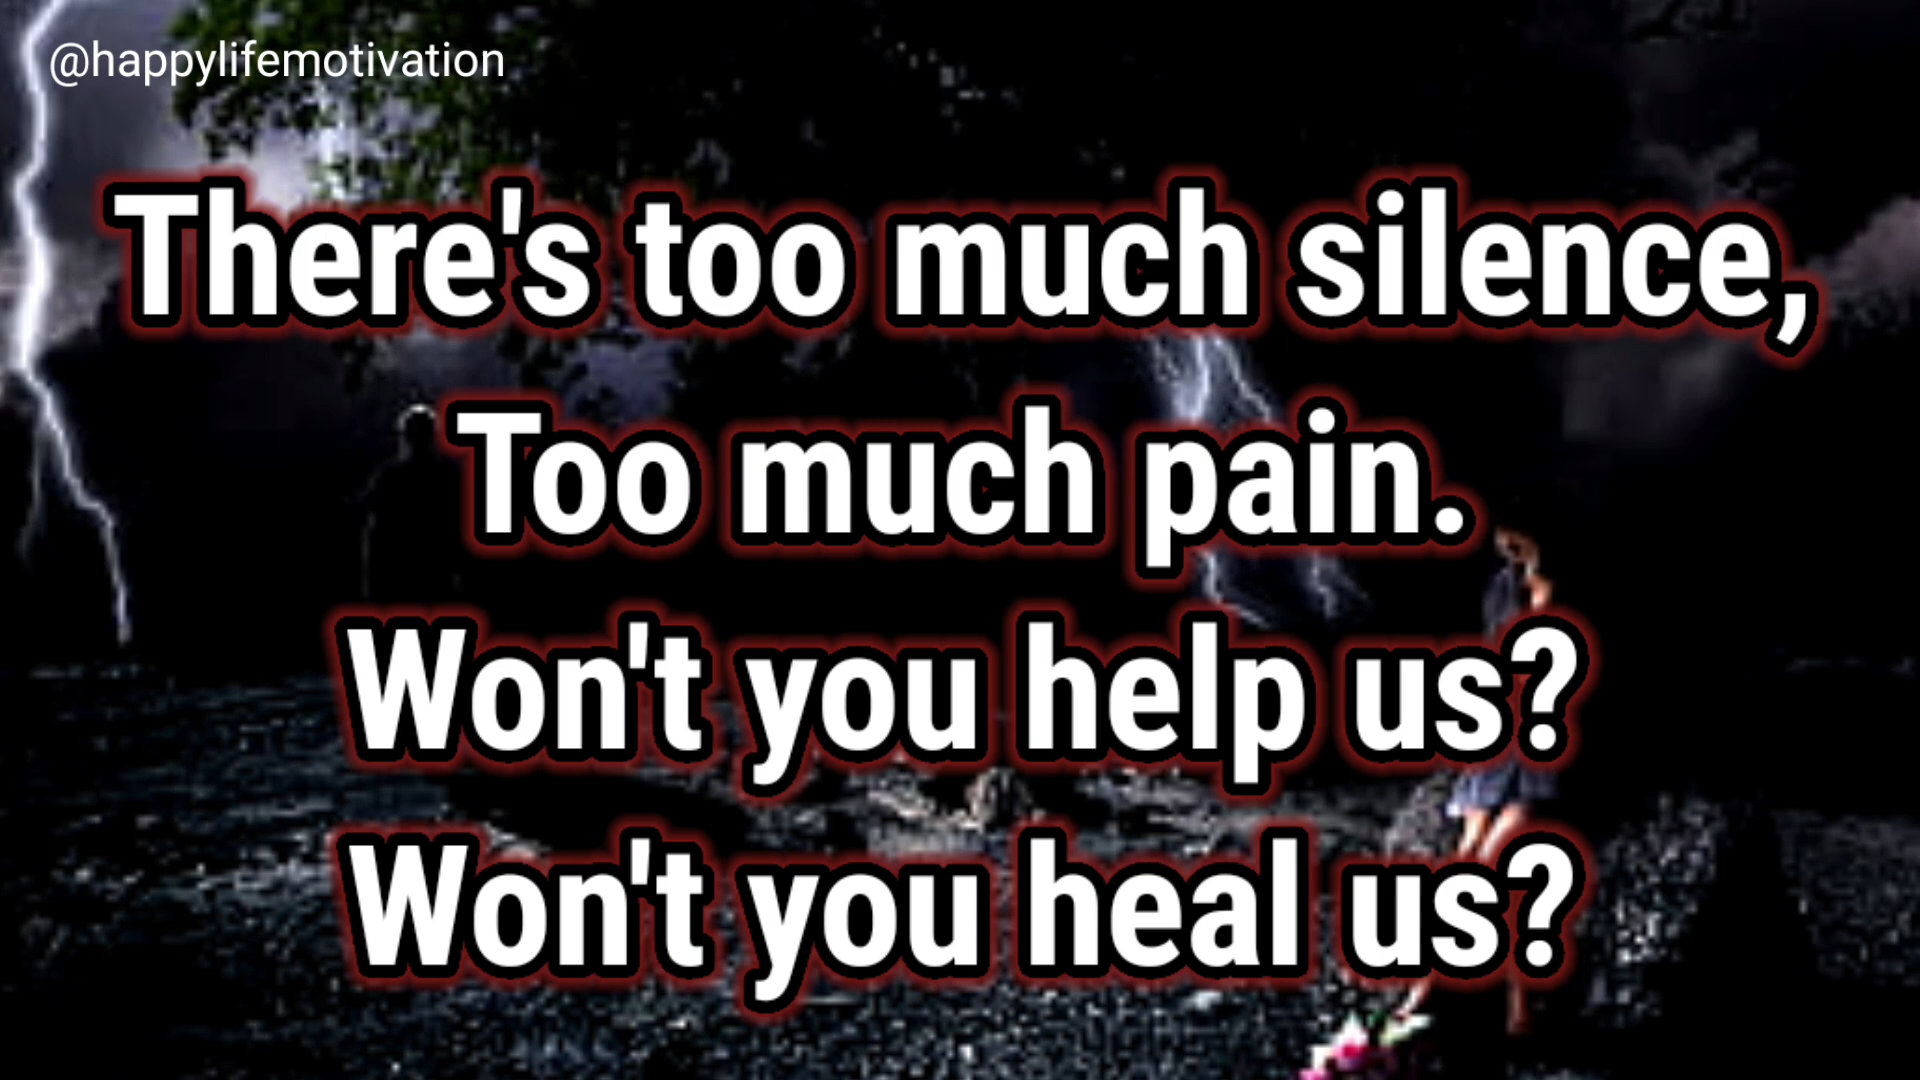 @happylifemotivation
There's too much silence,
Too much pain.
Won't you help us?
Won't you heal us?